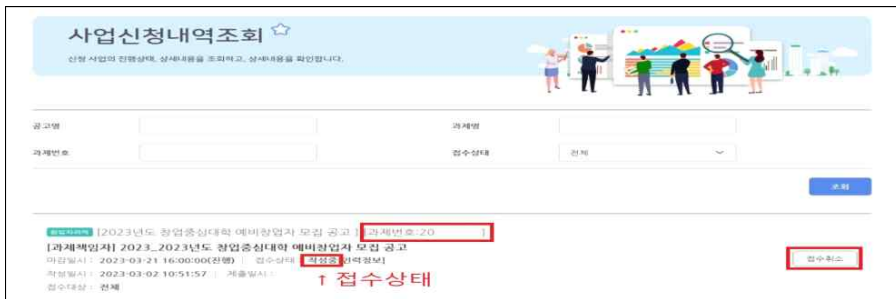 사업신청내역조회
신청 사업의 진행상태, 상세내용을 조회하고, 상세내용을 확인합니다.
공고명
과제명
과제번호
접수상태
전체
조회
[2023년도 창업중심대학 예비창업자 모집 공고 ] [과제번호:20 ]
[과제책임자] 2023_2023년도 창업중심대학 예비창업자 모집 공고
마감일시 : 2023-03-21 16:00:00(진행) | 접수상태 : 작성중[인력정보]
접수취소
작성일시 : 2023-03-02 10:51:57 | 제출일시 :
↑ 접수상태
접수대상 : 전체